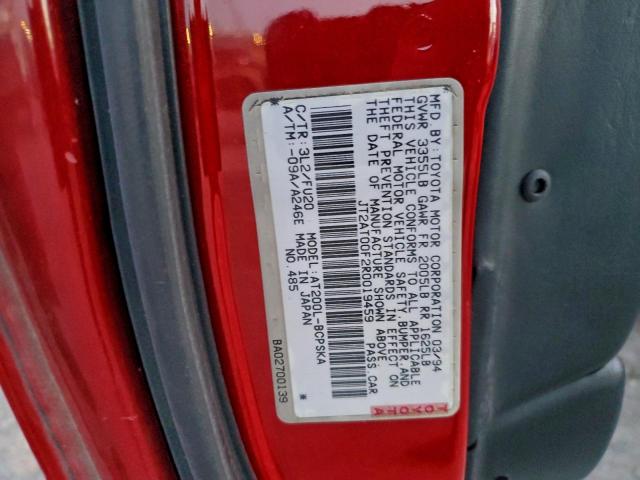 MFD.BY:TOYOTA MOTOR CORPORATION 03/94
GVWR 3355LB GAWR FR 2005LB RR 1625LB
THIS VEHICLE CONFORMS TO ALL APPLICABLE
FEDERAL MOTOR VEHICLE SAFETY,BUMPER,AND
THEFT PREVENTION STANDARDS IN EFFECT ON
THE DATE OF MANUFACTURE SHOWN ABOVE.
JT2AT00F2R0019459 PASS.CAR
C/TR:3L2/FU20 MODEL:AT200L-BCPSKA
A/TM:-09A/A246E MADE IN JAPAN
NO.485
BA02700139
TOYOTA
TOYOTA